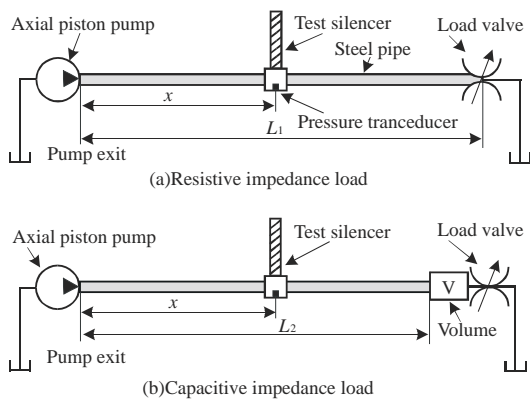 Axial piston pump
Test silencer
Load valve
Steel pipe
x
Pressure tranceducer
L1
Pump exit
(a)Resistive impedance load
Axial piston pump
Test silencer
Load valve
x
V
L2
Volume
Pump exit
(b)Capacitive impedance load